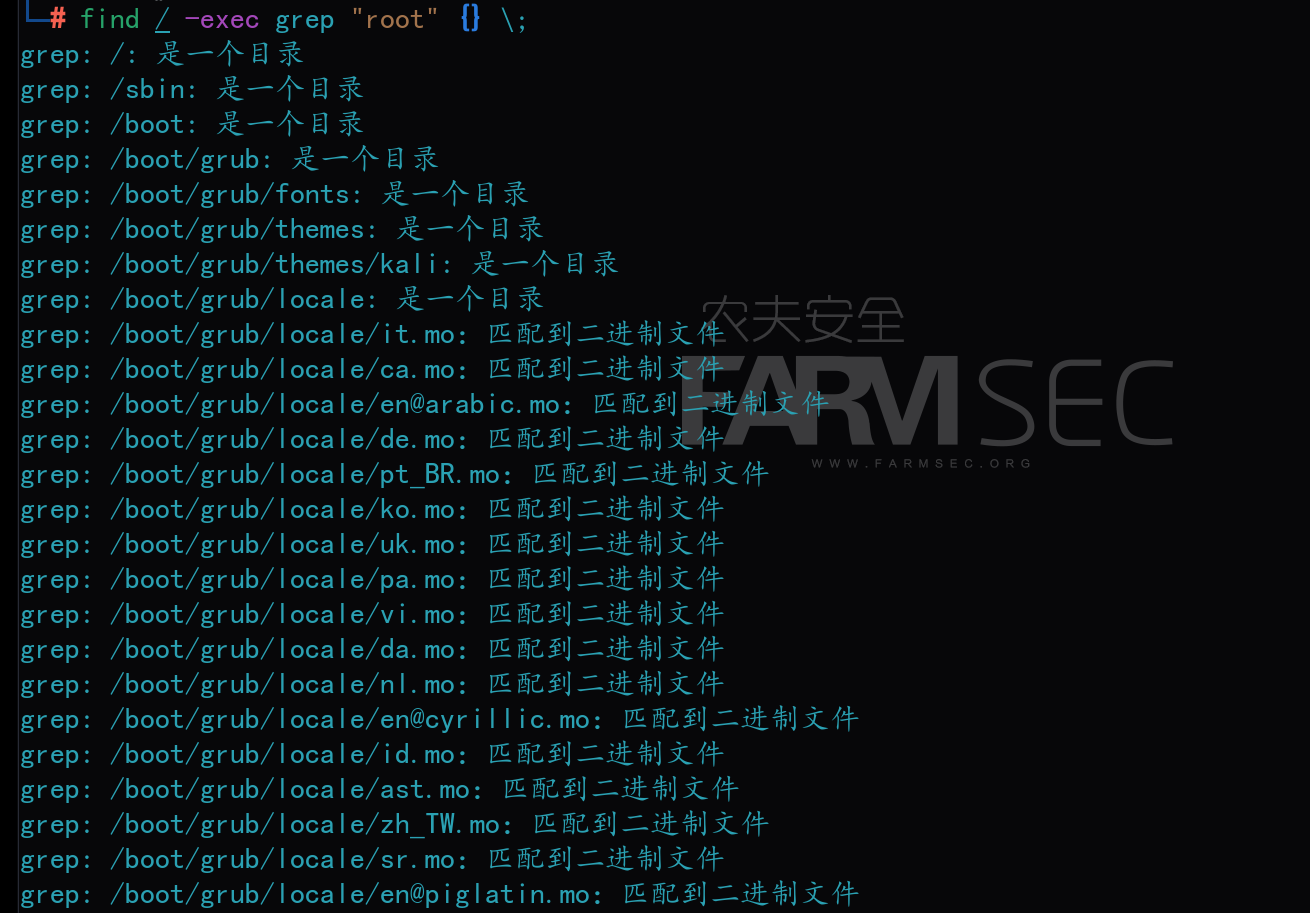 # find / -exec grep "root" {} \;
grep: /: 是一个目录
grep: /sbin: 是一个目录
grep: /boot: 是一个目录
grep: /boot/grub: 是一个目录
grep: /boot/grub/fonts: 是一个目录
grep: /boot/grub/themes: 是一个目录
grep: /boot/grub/themes/kali: 是一个目录
grep: /boot/grub/locale: 是一个目录
grep: /boot/grub/locale/it.mo: 匹配到二进制文件
grep: /boot/grub/locale/ca.mo: 匹配到二进制文件
grep: /boot/grub/locale/en@arabic.mo: 匹配到二进制文件
grep: /boot/grub/locale/de.mo: 匹配到二进制文件
grep: /boot/grub/locale/pt_BR.mo: 匹配到二进制文件
grep: /boot/grub/locale/ko.mo: 匹配到二进制文件
grep: /boot/grub/locale/uk.mo: 匹配到二进制文件
grep: /boot/grub/locale/pa.mo: 匹配到二进制文件
grep: /boot/grub/locale/vi.mo: 匹配到二进制文件
grep: /boot/grub/locale/da.mo: 匹配到二进制文件
grep: /boot/grub/locale/nl.mo: 匹配到二进制文件
grep: /boot/grub/locale/en@cyrillic.mo: 匹配到二进制文件
grep: /boot/grub/locale/id.mo: 匹配到二进制文件
grep: /boot/grub/locale/ast.mo: 匹配到二进制文件
grep: /boot/grub/locale/zh_TW.mo: 匹配到二进制文件
grep: /boot/grub/locale/sr.mo: 匹配到二进制文件
grep: /boot/grub/locale/en@piglatin.mo: 匹配到二进制文件
农夫安全
FARMSEC
WWW.FARMSEC.ORG